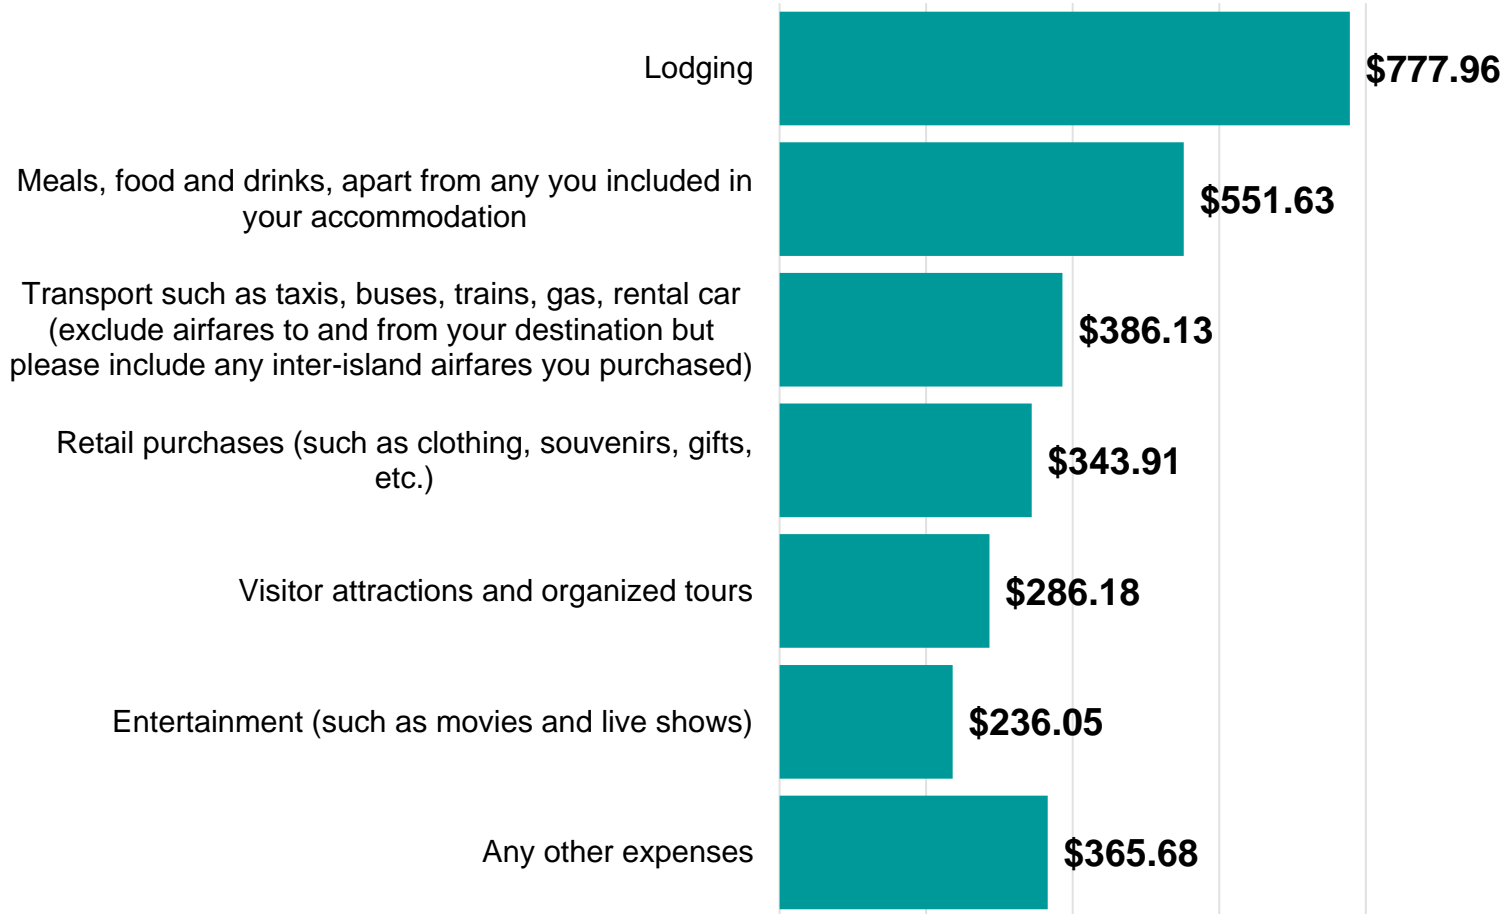 Lodging
$777.96
Meals, food and drinks, apart from any you included in
your accommodation
$551.63
Transport such as taxis, buses, trains, gas, rental car
(exclude airfares to and from your destination but
please include any inter-island airfares you purchased)
$386.13
Retail purchases (such as clothing, souvenirs, gifts,
etc.)
$343.91
Visitor attractions and organized tours
$286.18
Entertainment (such as movies and live shows)
$236.05
Any other expenses
$365.68